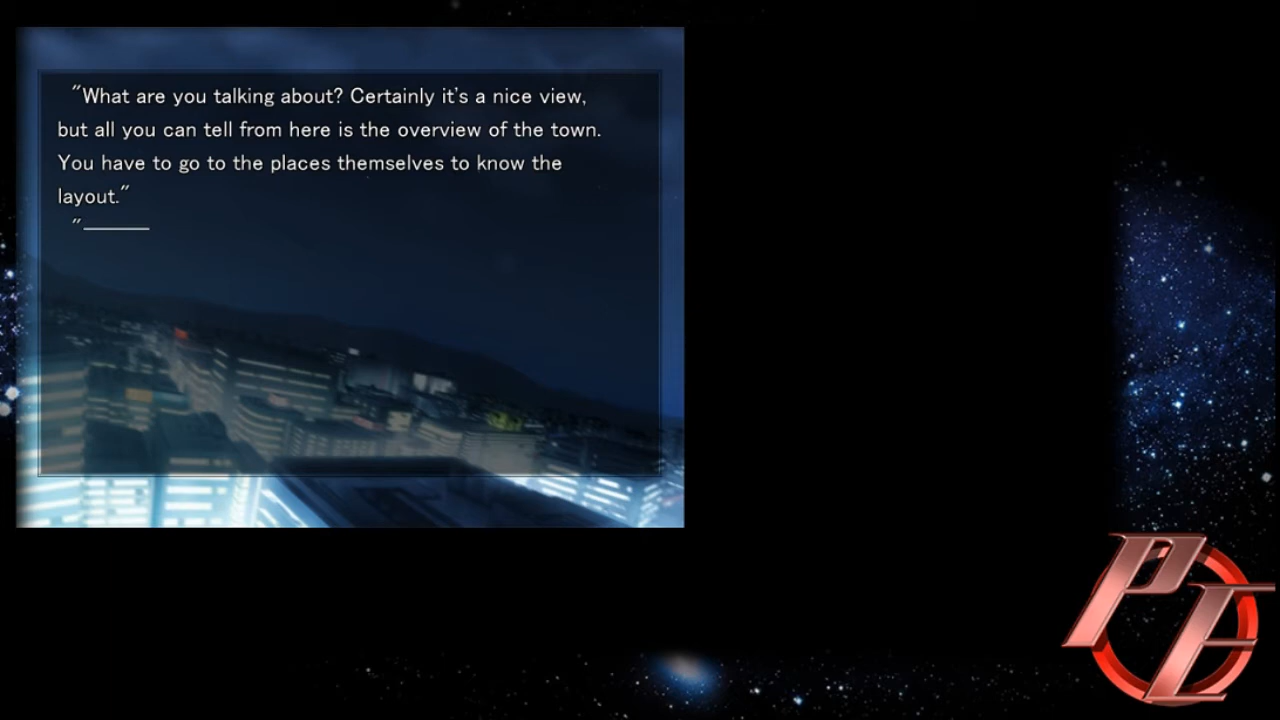 "What are you talking about? Certainly it's a nice view,
but all you can tell from here is the overview of the town.
You have to go to the places themselves to know the
layout."
"———
PE